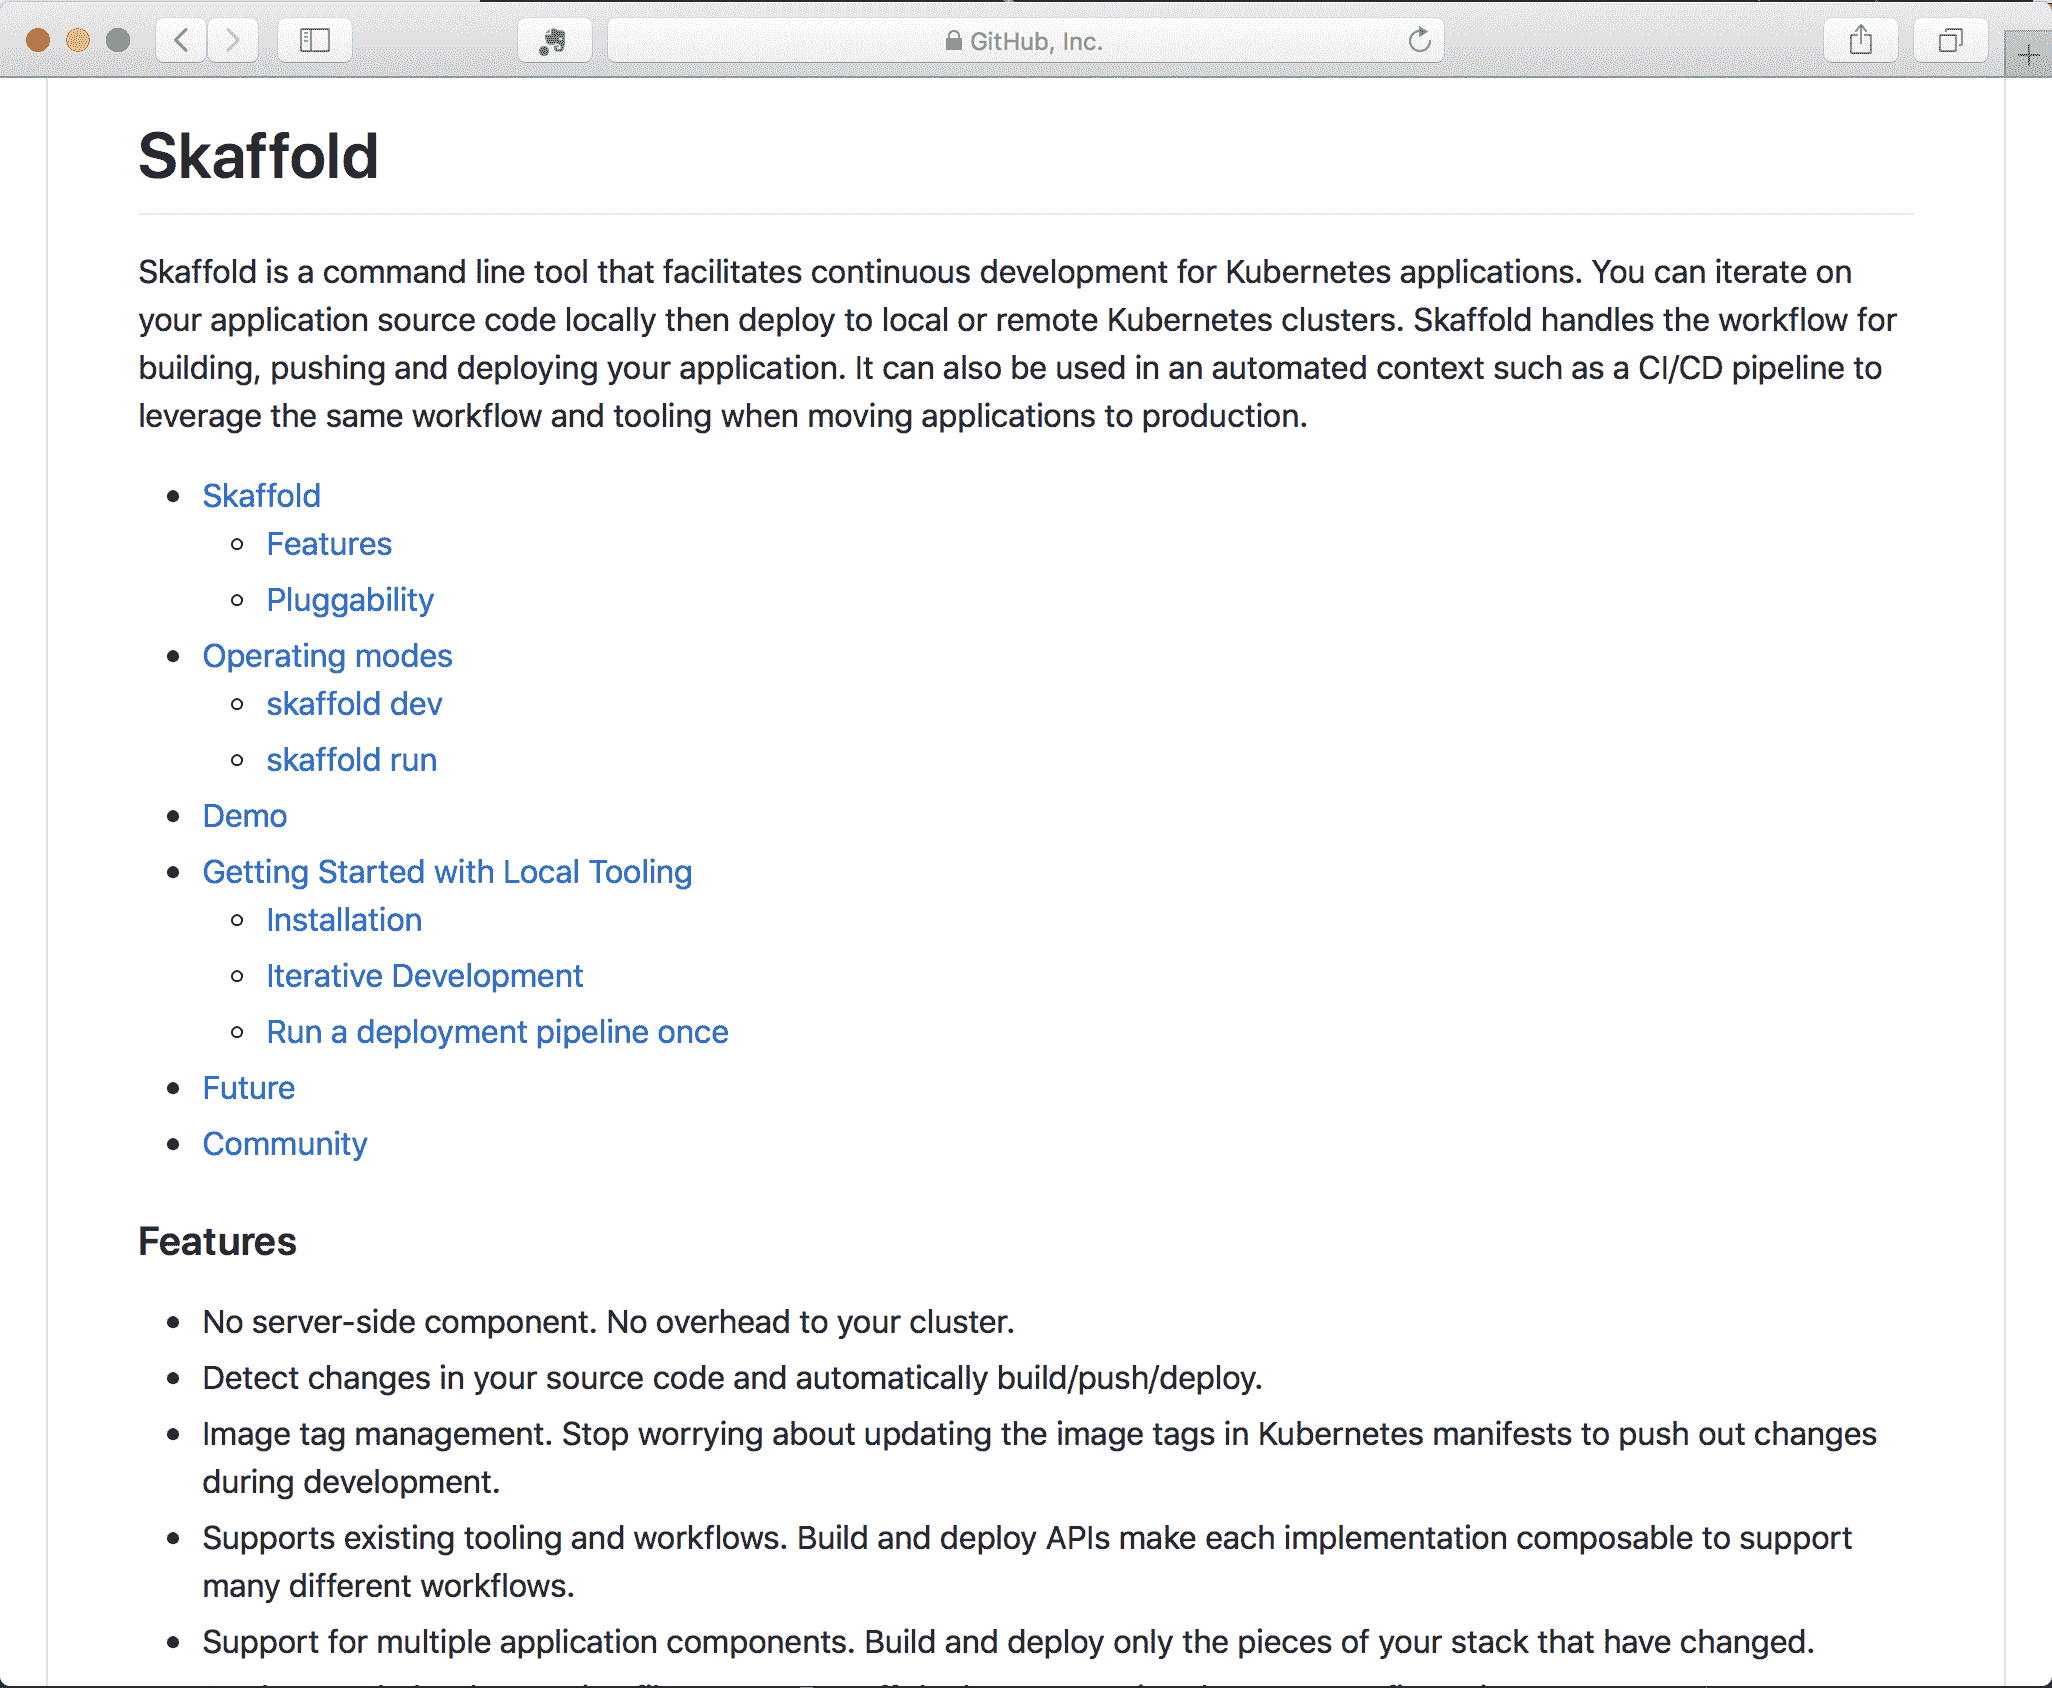 GitHub, Inc.
Skaffold
Skaffold is a command line tool that facilitates continuous development for Kubernetes applications. You can iterate on
your application source code locally then deploy to local or remote Kubernetes clusters. Skaffold handles the workflow for
building, pushing and deploying your application. It can also be used in an automated context such as a CI/CD pipeline to
leverage the same workflow and tooling when moving applications to production.
Skaffold
Features
Pluggability
Operating modes
skaffold dev
skaffold run
Demo
Getting Started with Local Tooling
Installation
Iterative Development
Run a deployment pipeline once
Future
Community
Features
No server-side component. No overhead to your cluster.
Detect changes in your source code and automatically build/push/deploy.
Image tag management. Stop worrying about updating the image tags in Kubernetes manifests to push out changes
during development.
Supports existing tooling and workflows. Build and deploy APIs make each implementation composable to support
many different workflows.
Support for multiple application components. Build and deploy only the pieces of your stack that have changed.